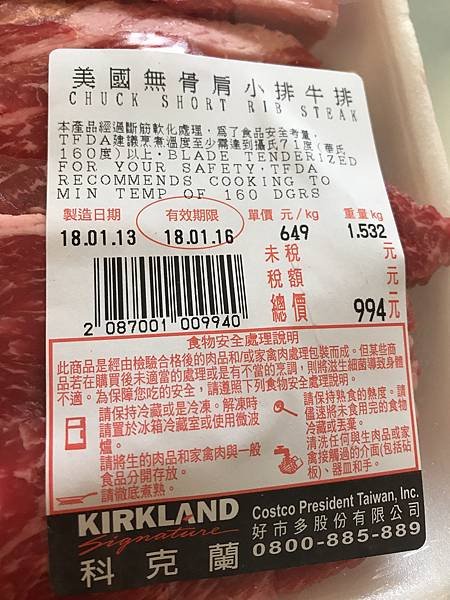 美國無骨肩小排牛排
CHUCK SHORT RIB STEAK
本產品經過斷筋軟化處理，為了食品安全考量，
TFDA建議烹煮溫度至少需達到攝氏71度(華氏
160度)以上，BLADE TENDERIZED
FOR YOUR SAFETY,TFDA
RECOMMENDS COOKING TO
MIN TEMP OF 160 DGRS
製造日期 有效期限 單價 元/kg 重量kg
18.01.13 18.01.16 649 1.532
未稅 元
稅額 元
總價 994元
2 087001 009940
食物安全處理說明
此商品是經由檢驗合格後的肉品和/或家禽肉處理包裝而成。但某些商
品若在購買後未適當的處理或是有不當的烹調，則將滋生細菌導致身體
不適。為保障您吃的安全，請遵照下列食物安全處理說明。
請保持冷藏或是冷凍。解凍時
請置於冰箱冷藏室或使用微波
爐。
請將生的肉品和家禽肉與一般
食品分開存放。
請徹底煮熟。
請保持熟食的熱度。請
儘速將未食用完的食物
冷藏或丟棄。
清洗任何與生肉品或家
禽接觸過的介面(包括砧
板)、器皿和手。
KIRKLAND
Signature
科克蘭
Costco President Taiwan, Inc.
好市多股份有限公司
0800-885-889